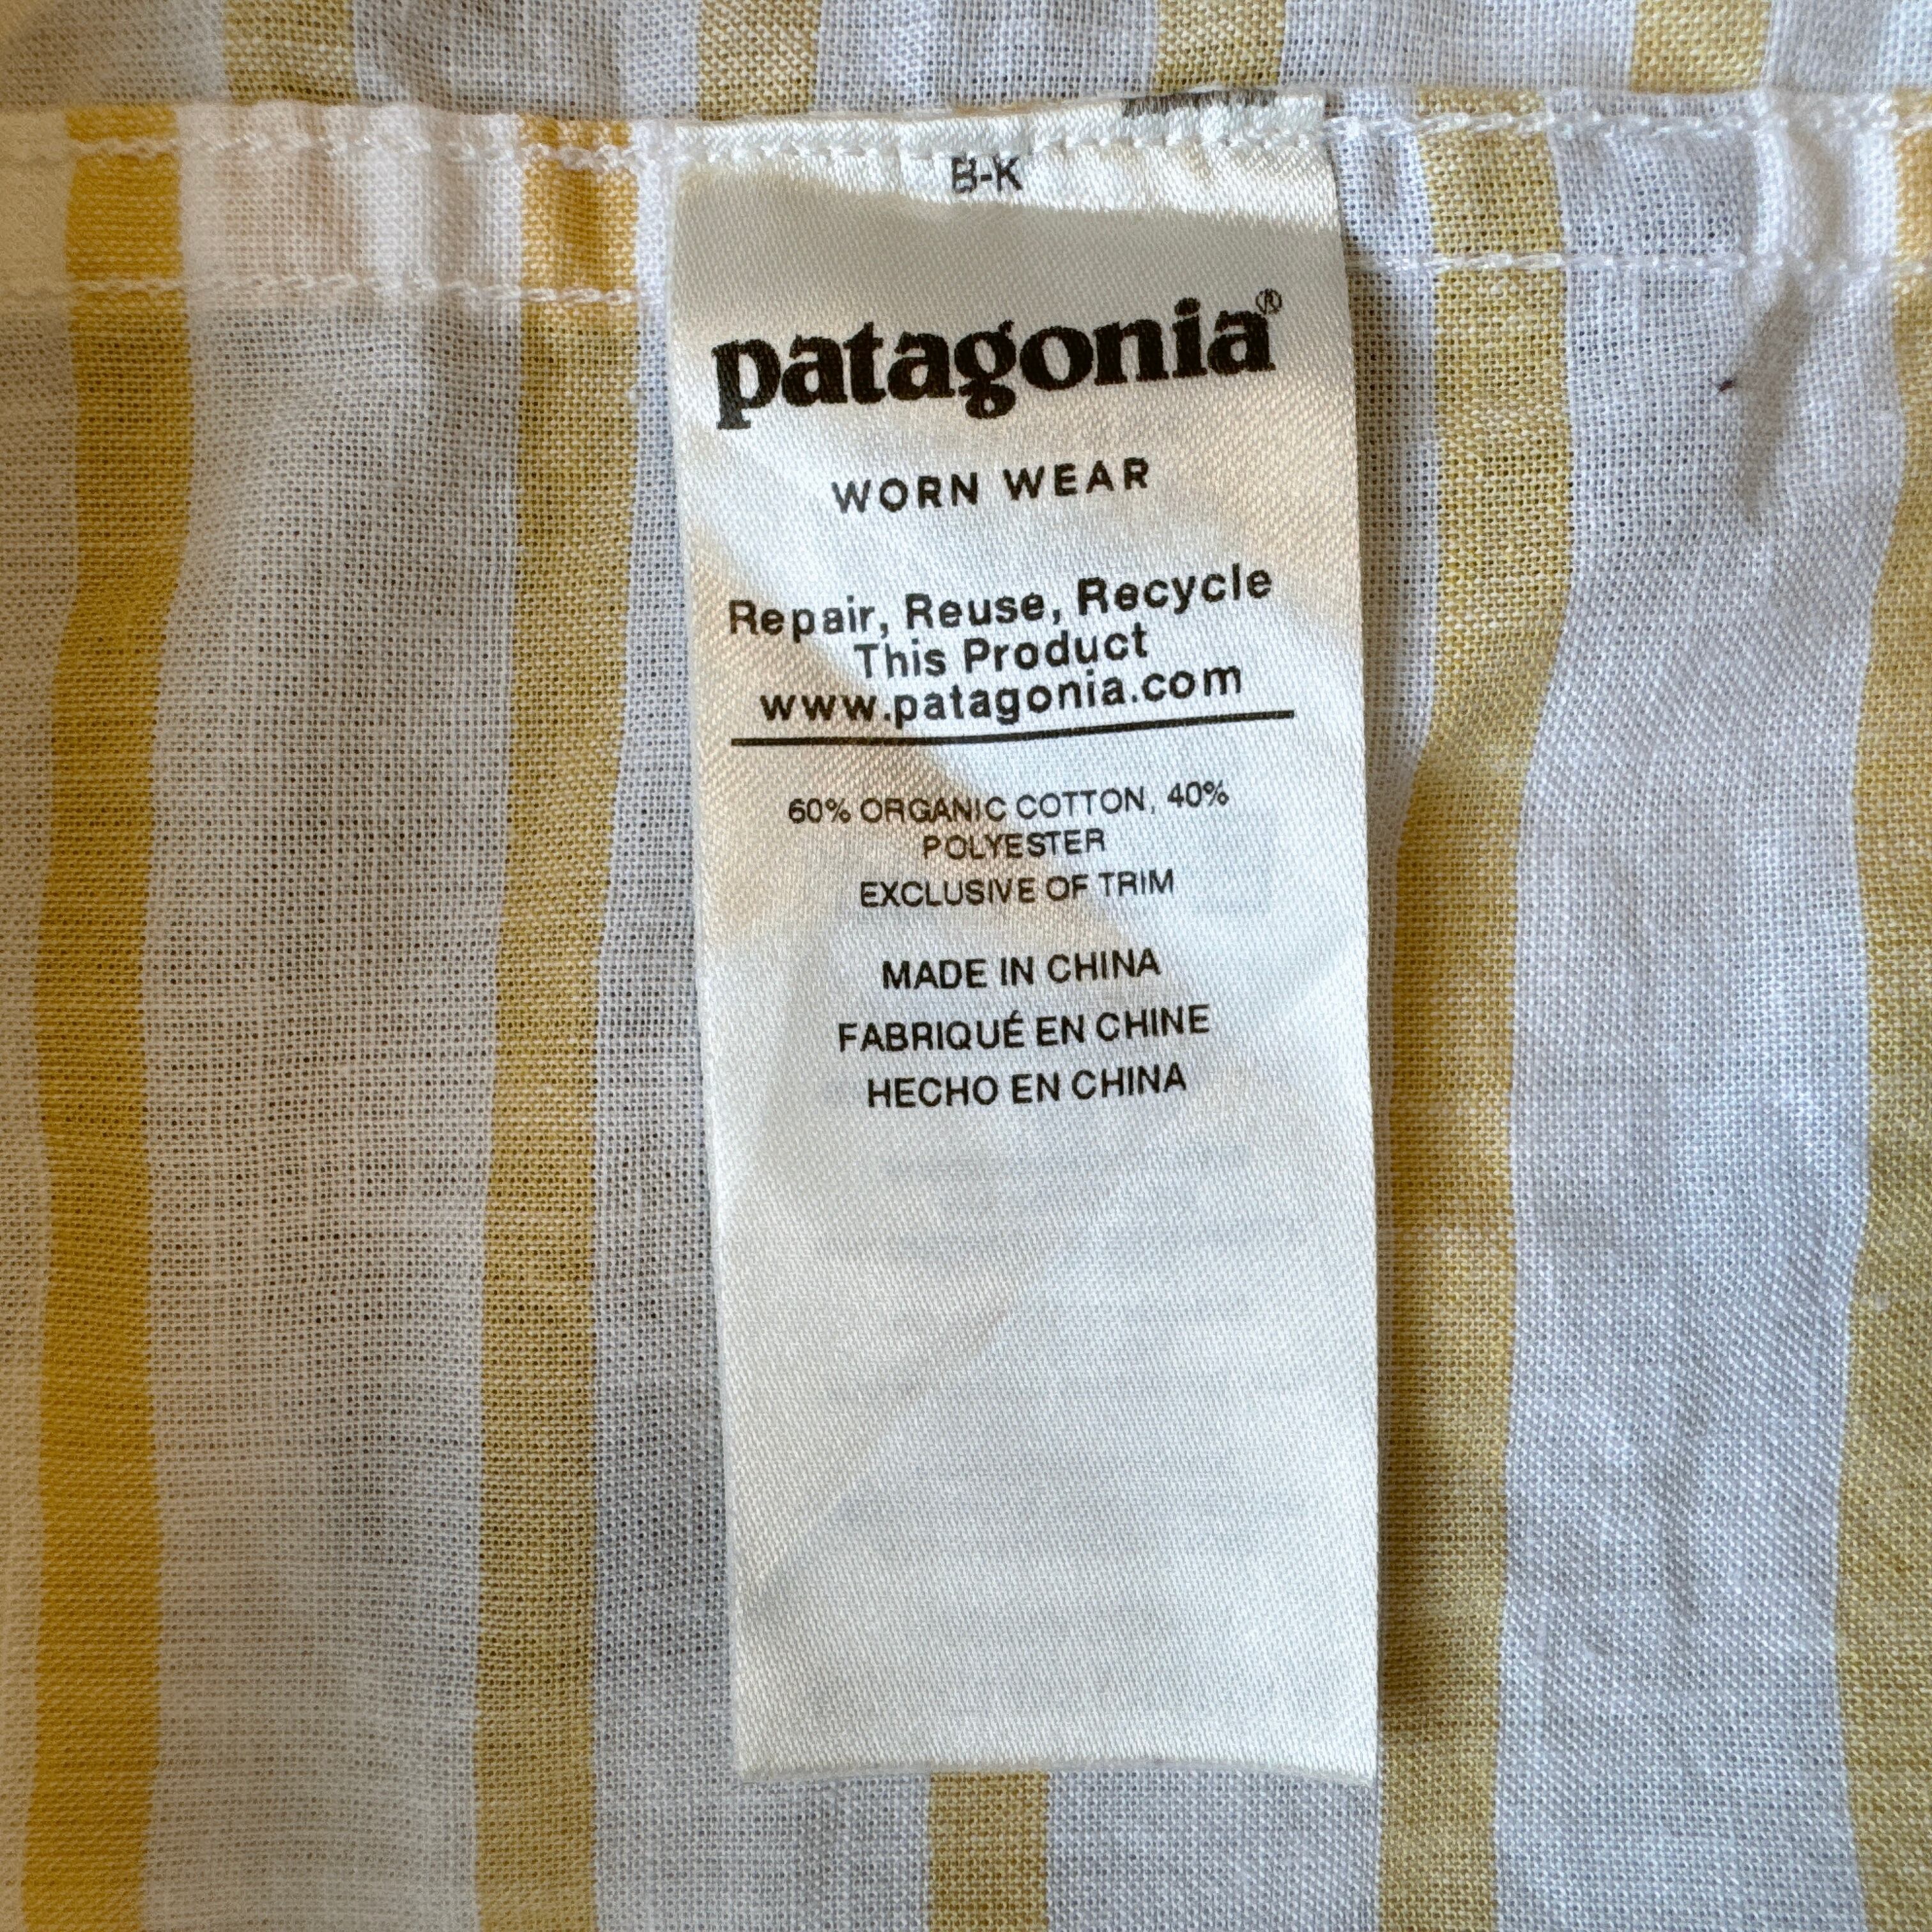 B-K
patagonia®
WORN WEAR
Repair, Reuse, Recycle
This Product
www.patagonia.com
60% ORGANIC COTTON, 40%
POLYESTER
EXCLUSIVE OF TRIM
MADE IN CHINA
FABRIQUÉ EN CHINE
HECHO EN CHINA